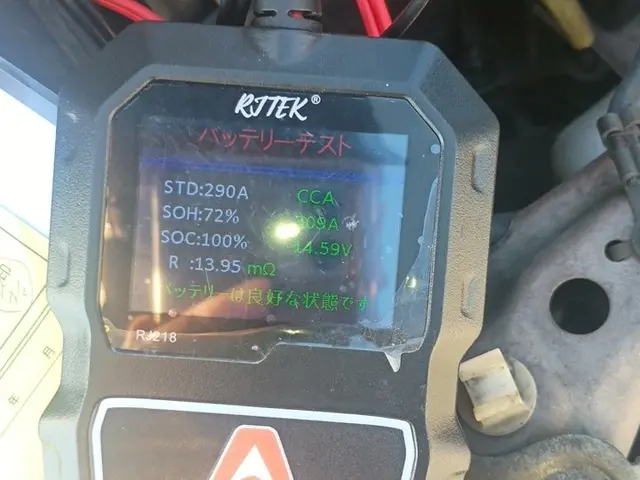 RJTEK®
バッテリーテスト
STD:290A CCA
SOH:72%
SOC:100% 14.59V
R :13.95 mΩ
バッテリーは良好な状態です
RJ218